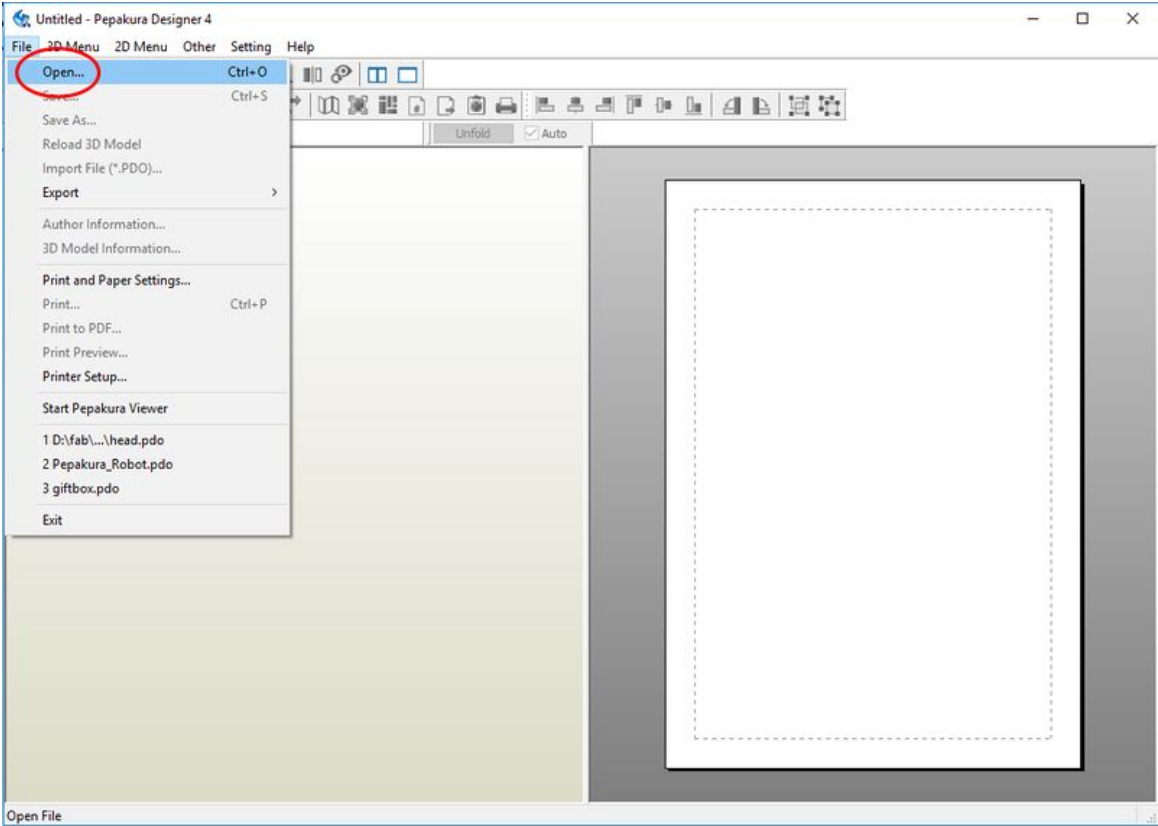 Untitled - Pepakura Designer 4
File 3D Menu 2D Menu Other Setting Help
Open... Ctrl+O
Save... Ctrl+S
Save As...
Reload 3D Model
Import File (*.PDO)...
Export
Author Information...
3D Model Information...
Print and Paper Settings...
Print... Ctrl+P
Print to PDF...
Print Preview...
Printer Setup...
Start Pepakura Viewer
1 D:\fab\...\head.pdo
2 Pepakura_Robot.pdo
3 giftbox.pdo
Exit
Unfold Auto
Open File